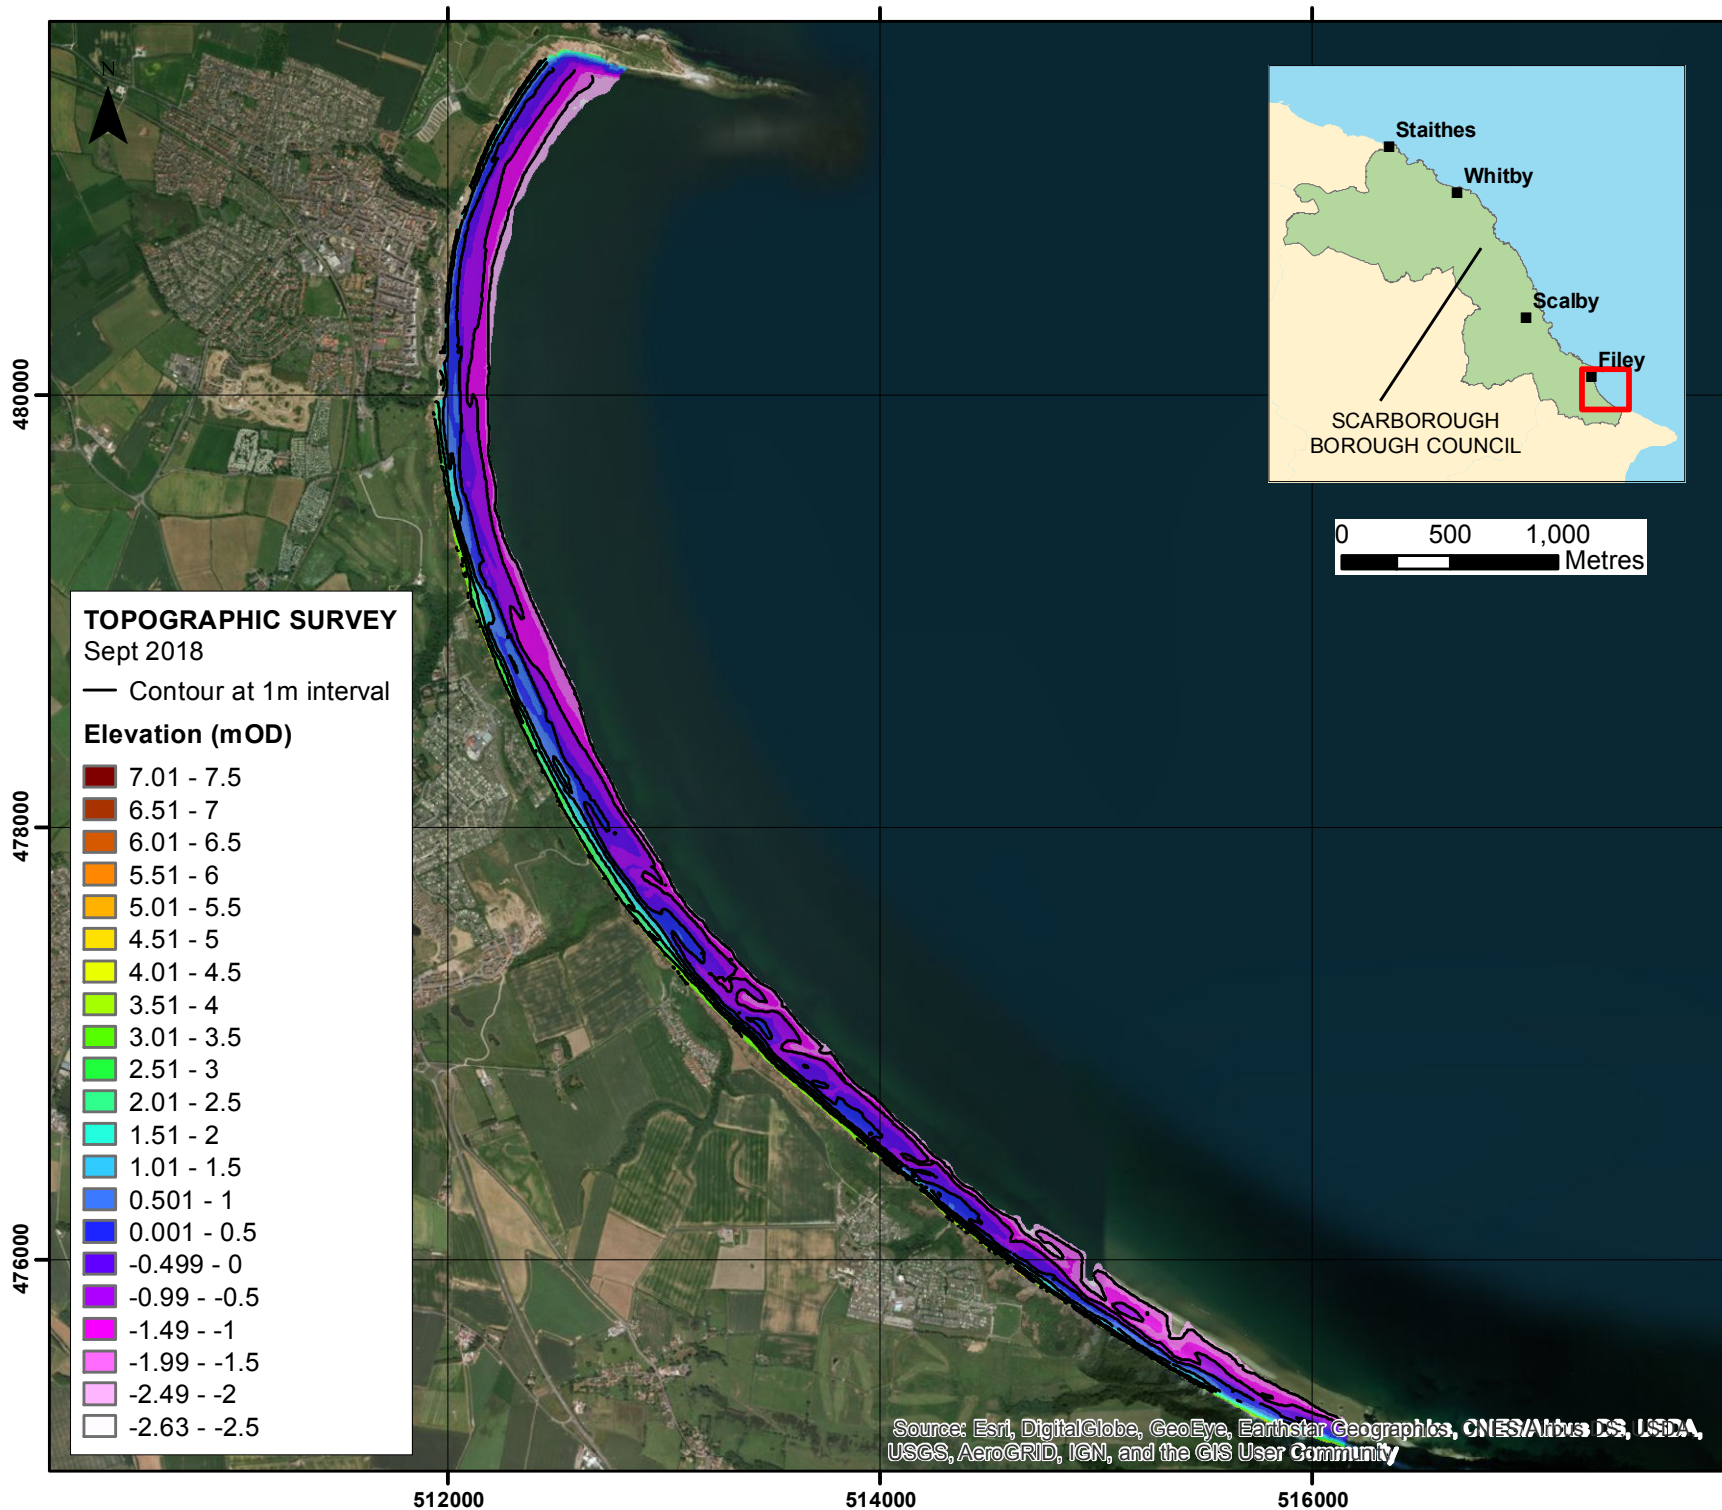 N
Staithes
Whitby
Scalby
Filey
SCARBOROUGH
BOROUGH COUNCIL
0 500 1,000
Metres
480000
478000
476000
TOPOGRAPHIC SURVEY
Sept 2018
Contour at 1m interval
Elevation (mOD)
7.01 - 7.5
6.51 - 7
6.01 - 6.5
5.51 - 6
5.01 - 5.5
4.51 - 5
4.01 - 4.5
3.51 - 4
3.01 - 3.5
2.51 - 3
2.01 - 2.5
1.51 - 2
1.01 - 1.5
0.501 - 1
0.001 - 0.5
-0.499 - 0
-0.99 - -0.5
-1.49 - -1
-1.99 - -1.5
-2.49 - -2
-2.63 - -2.5
Source: Esri, DigitalGlobe, GeoEye, Earthstar Geographics, CNES/Airbus DS, USDA,
USGS, AeroGRID, IGN, and the GIS User Community
512000 514000 516000